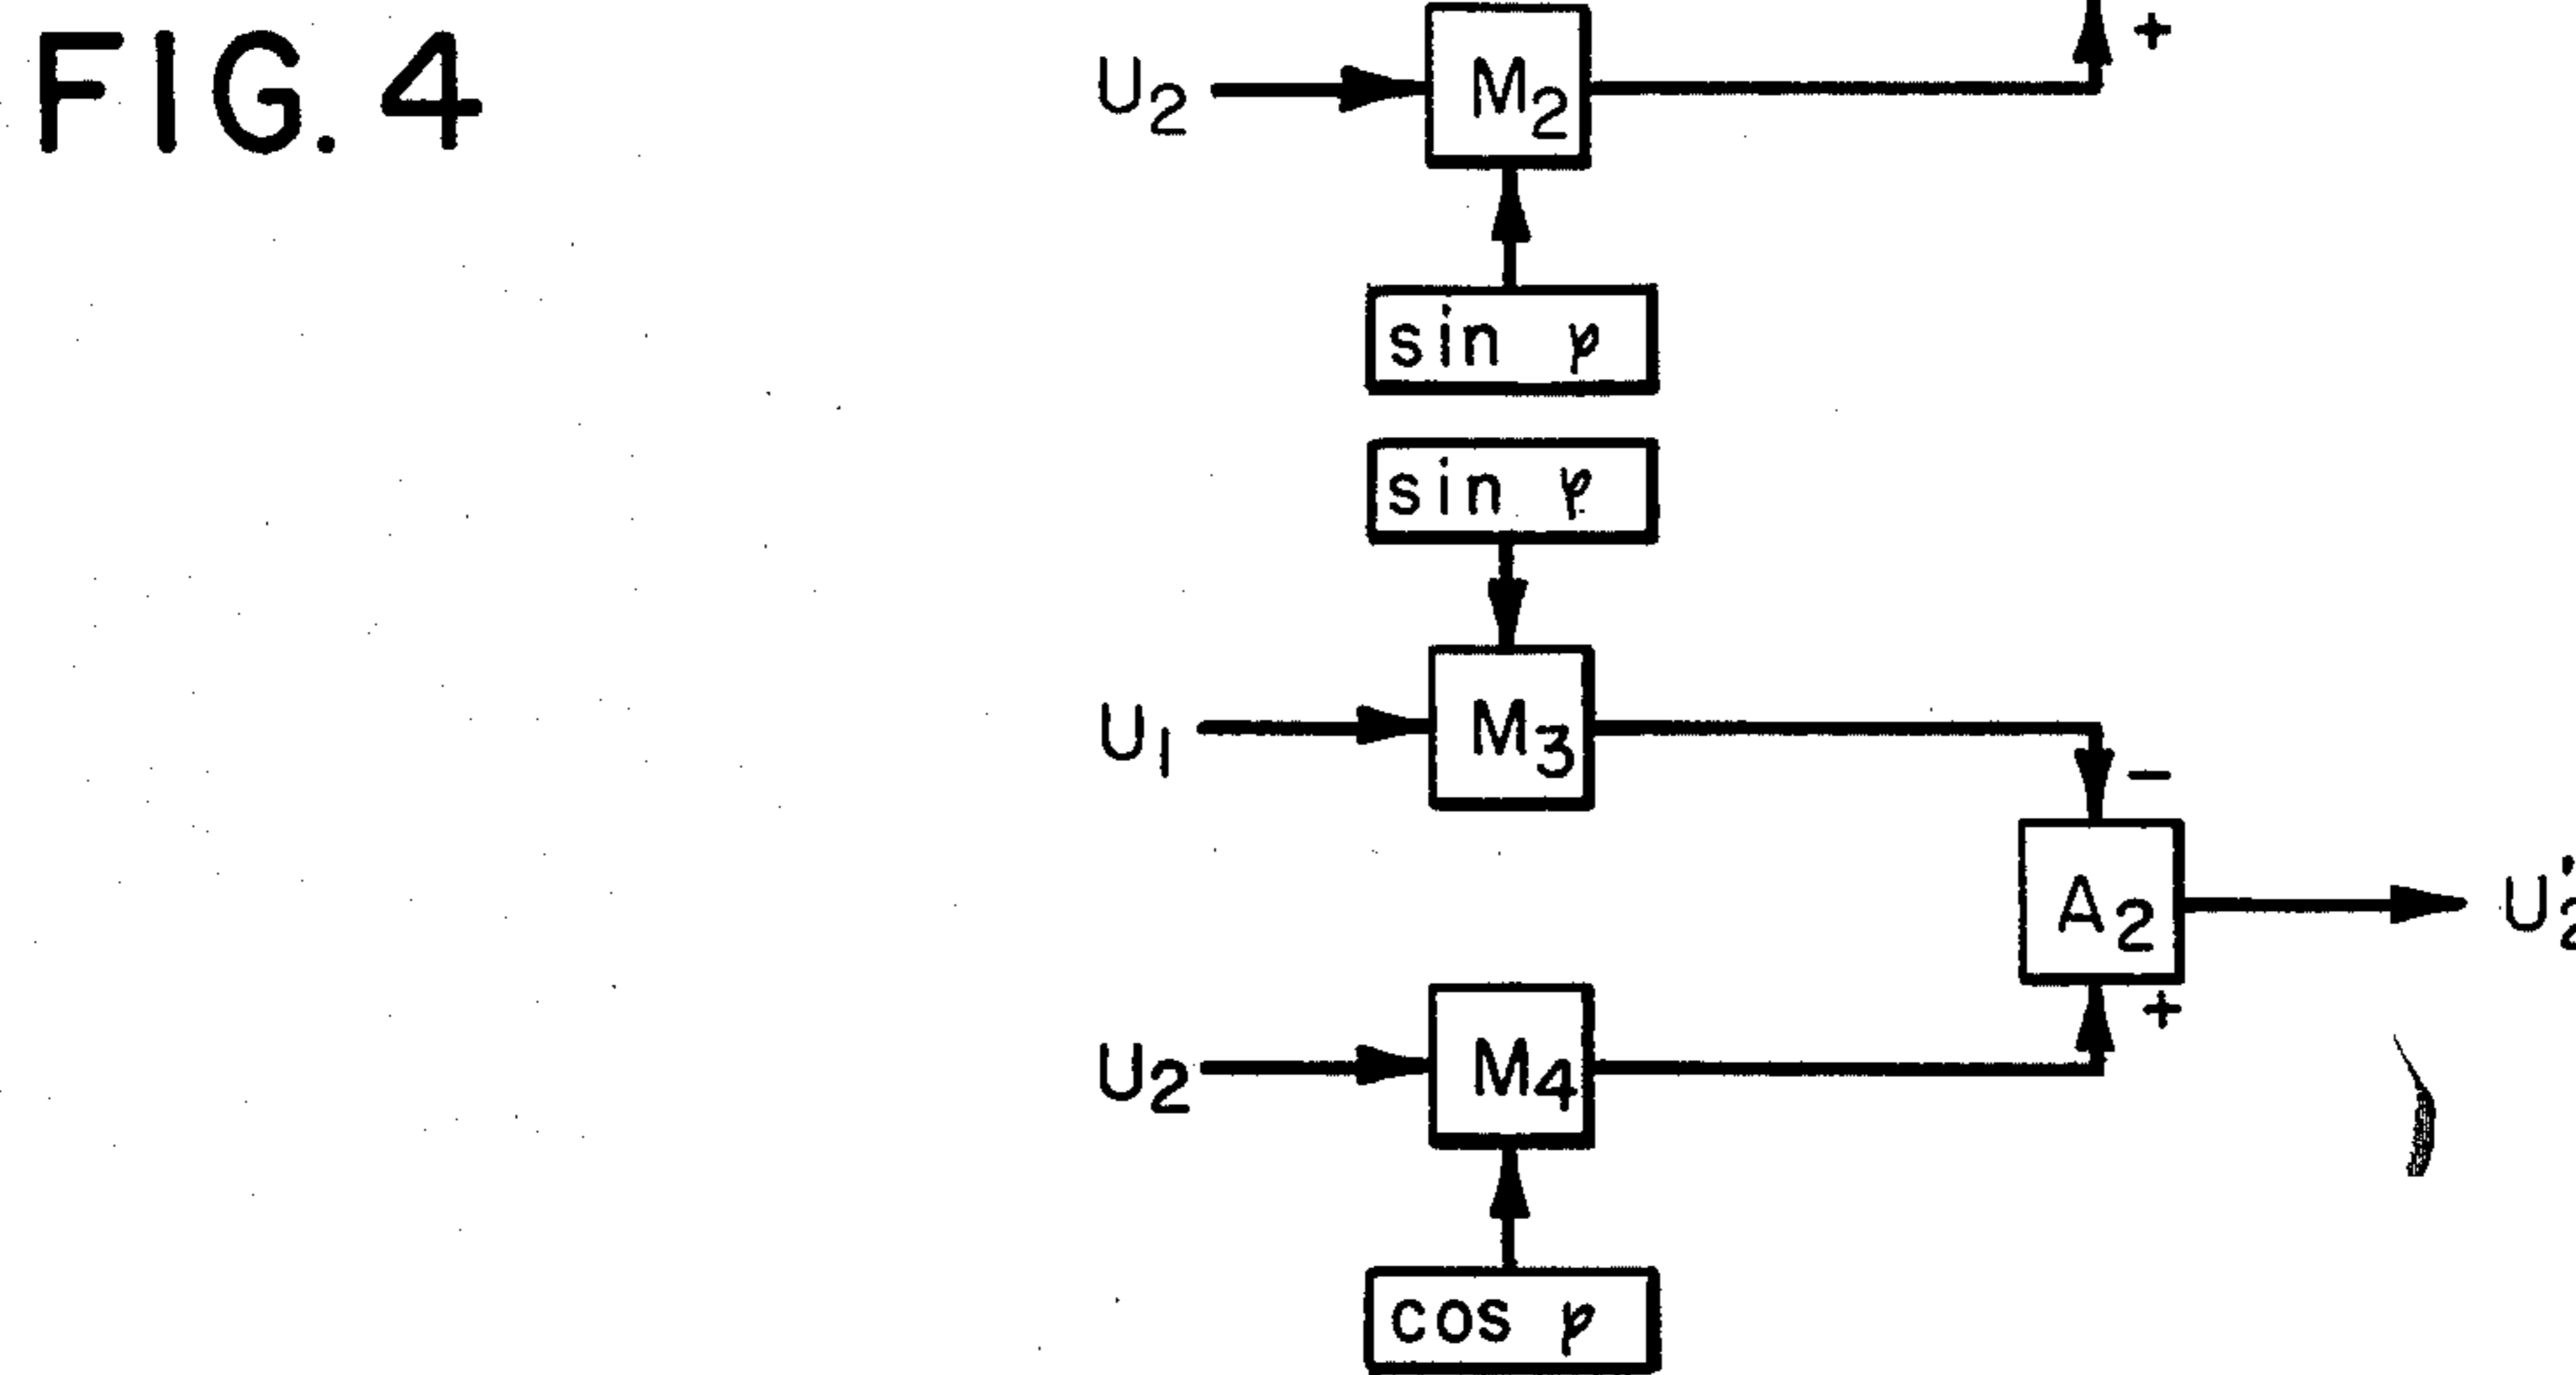 FIG. 4
U2
M2
+
sin φ
sin φ
U1
M3
-
A2
U'2
U2
M4
+
cos φ